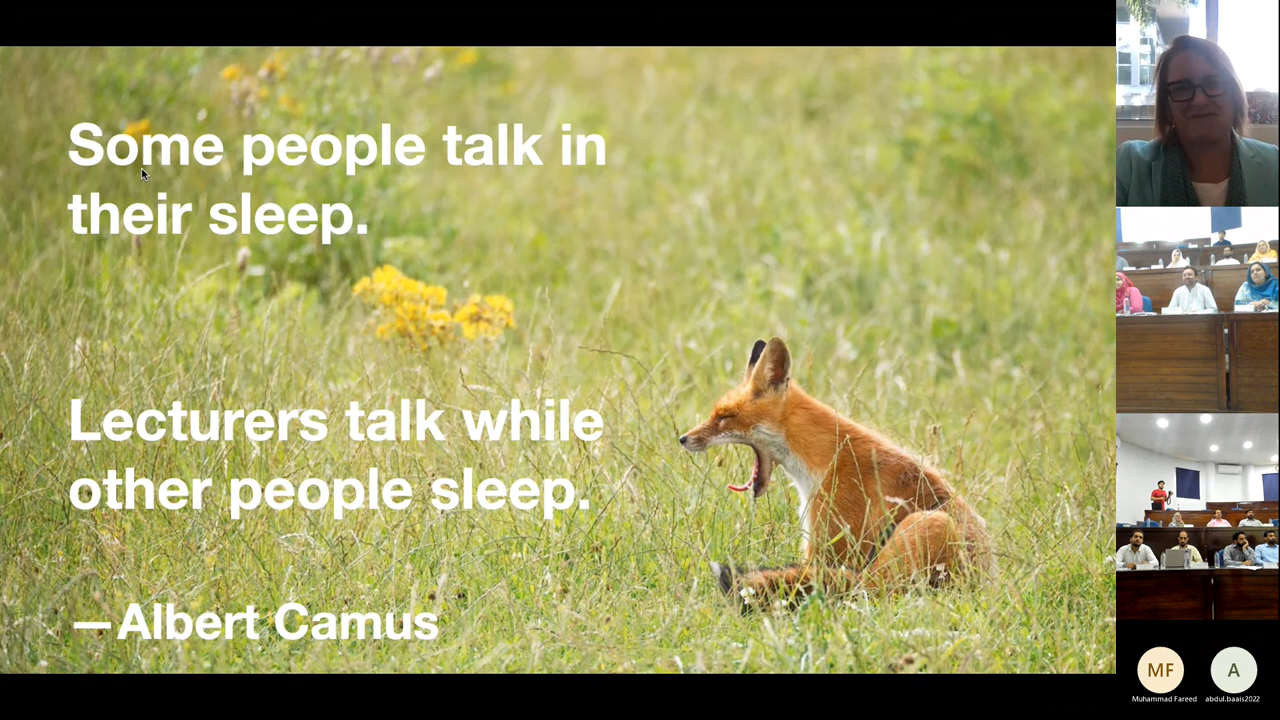 Some people talk in
their sleep.
Lecturers talk while
other people sleep.
—Albert Camus
MF
A
Muhammad Fareed
abdul.baais2022